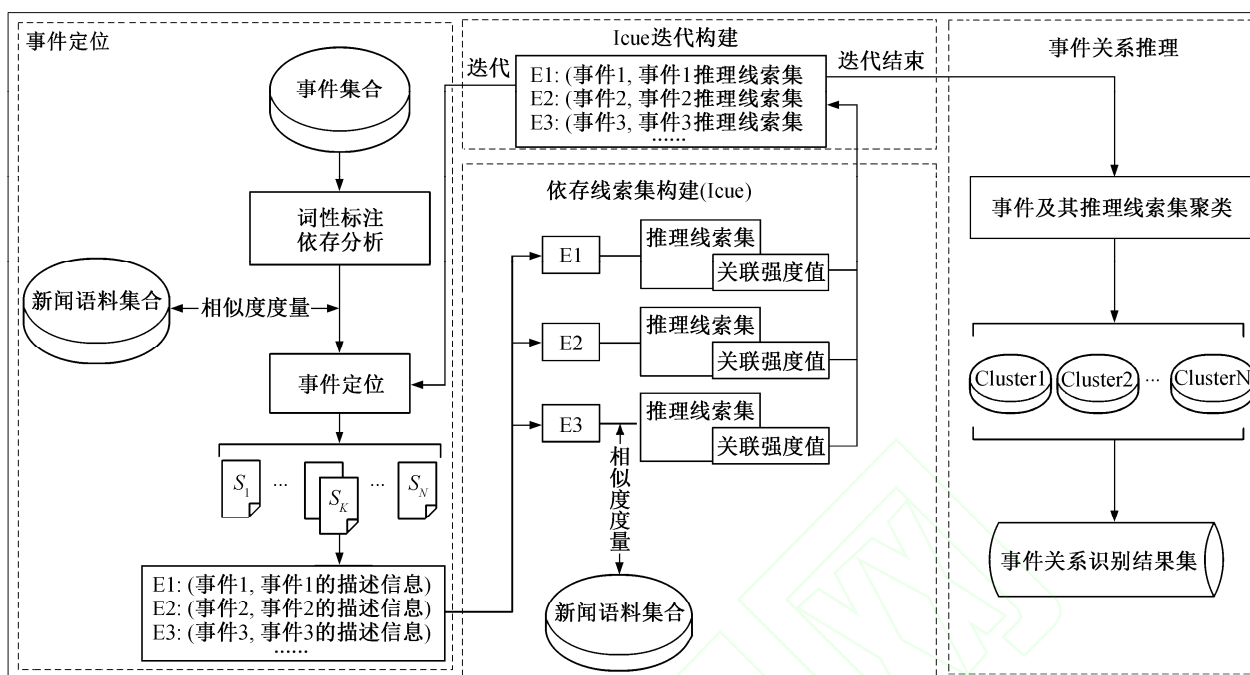 事件定位
事件集合
词性标注
依存分析
新闻语料集合
相似度度量
事件定位
S1 ... SK ... SN
E1: (事件1, 事件1的描述信息)
E2: (事件2, 事件2的描述信息)
E3: (事件3, 事件3的描述信息)
......
Icue迭代构建
迭代
E1: (事件1, 事件1推理线索集
E2: (事件2, 事件2推理线索集
E3: (事件3, 事件3推理线索集
......
迭代结束
依存线索集构建(Icue)
E1
推理线索集
关联强度值
E2
推理线索集
关联强度值
E3
推理线索集
关联强度值
相似度度量
新闻语料集合
事件关系推理
事件及其推理线索集聚类
Cluster1 Cluster2 ... ClusterN
事件关系识别结果集